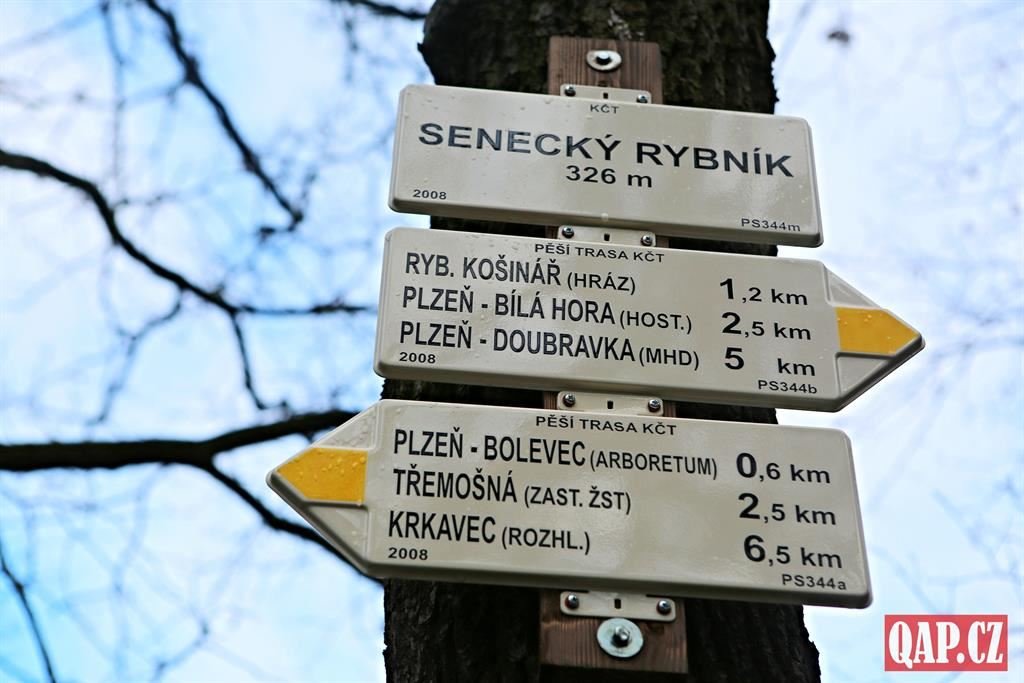 KČT
SENECKÝ RYBNÍK
326 m
2008 PS344m
PĚŠÍ TRASA KČT
RYB. KOŠINÁŘ (HRÁZ) 1,2 km
PLZEŇ - BÍLÁ HORA (HOST.) 2,5 km
PLZEŇ - DOUBRAVKA (MHD) 5 km
2008 PS344b
PĚŠÍ TRASA KČT
PLZEŇ - BOLEVEC (ARBORETUM) 0,6 km
TŘEMOŠNÁ (ZAST. ŽST) 2,5 km
KRKAVEC (ROZHL.) 6,5 km
2008 PS344a
QAP.CZ